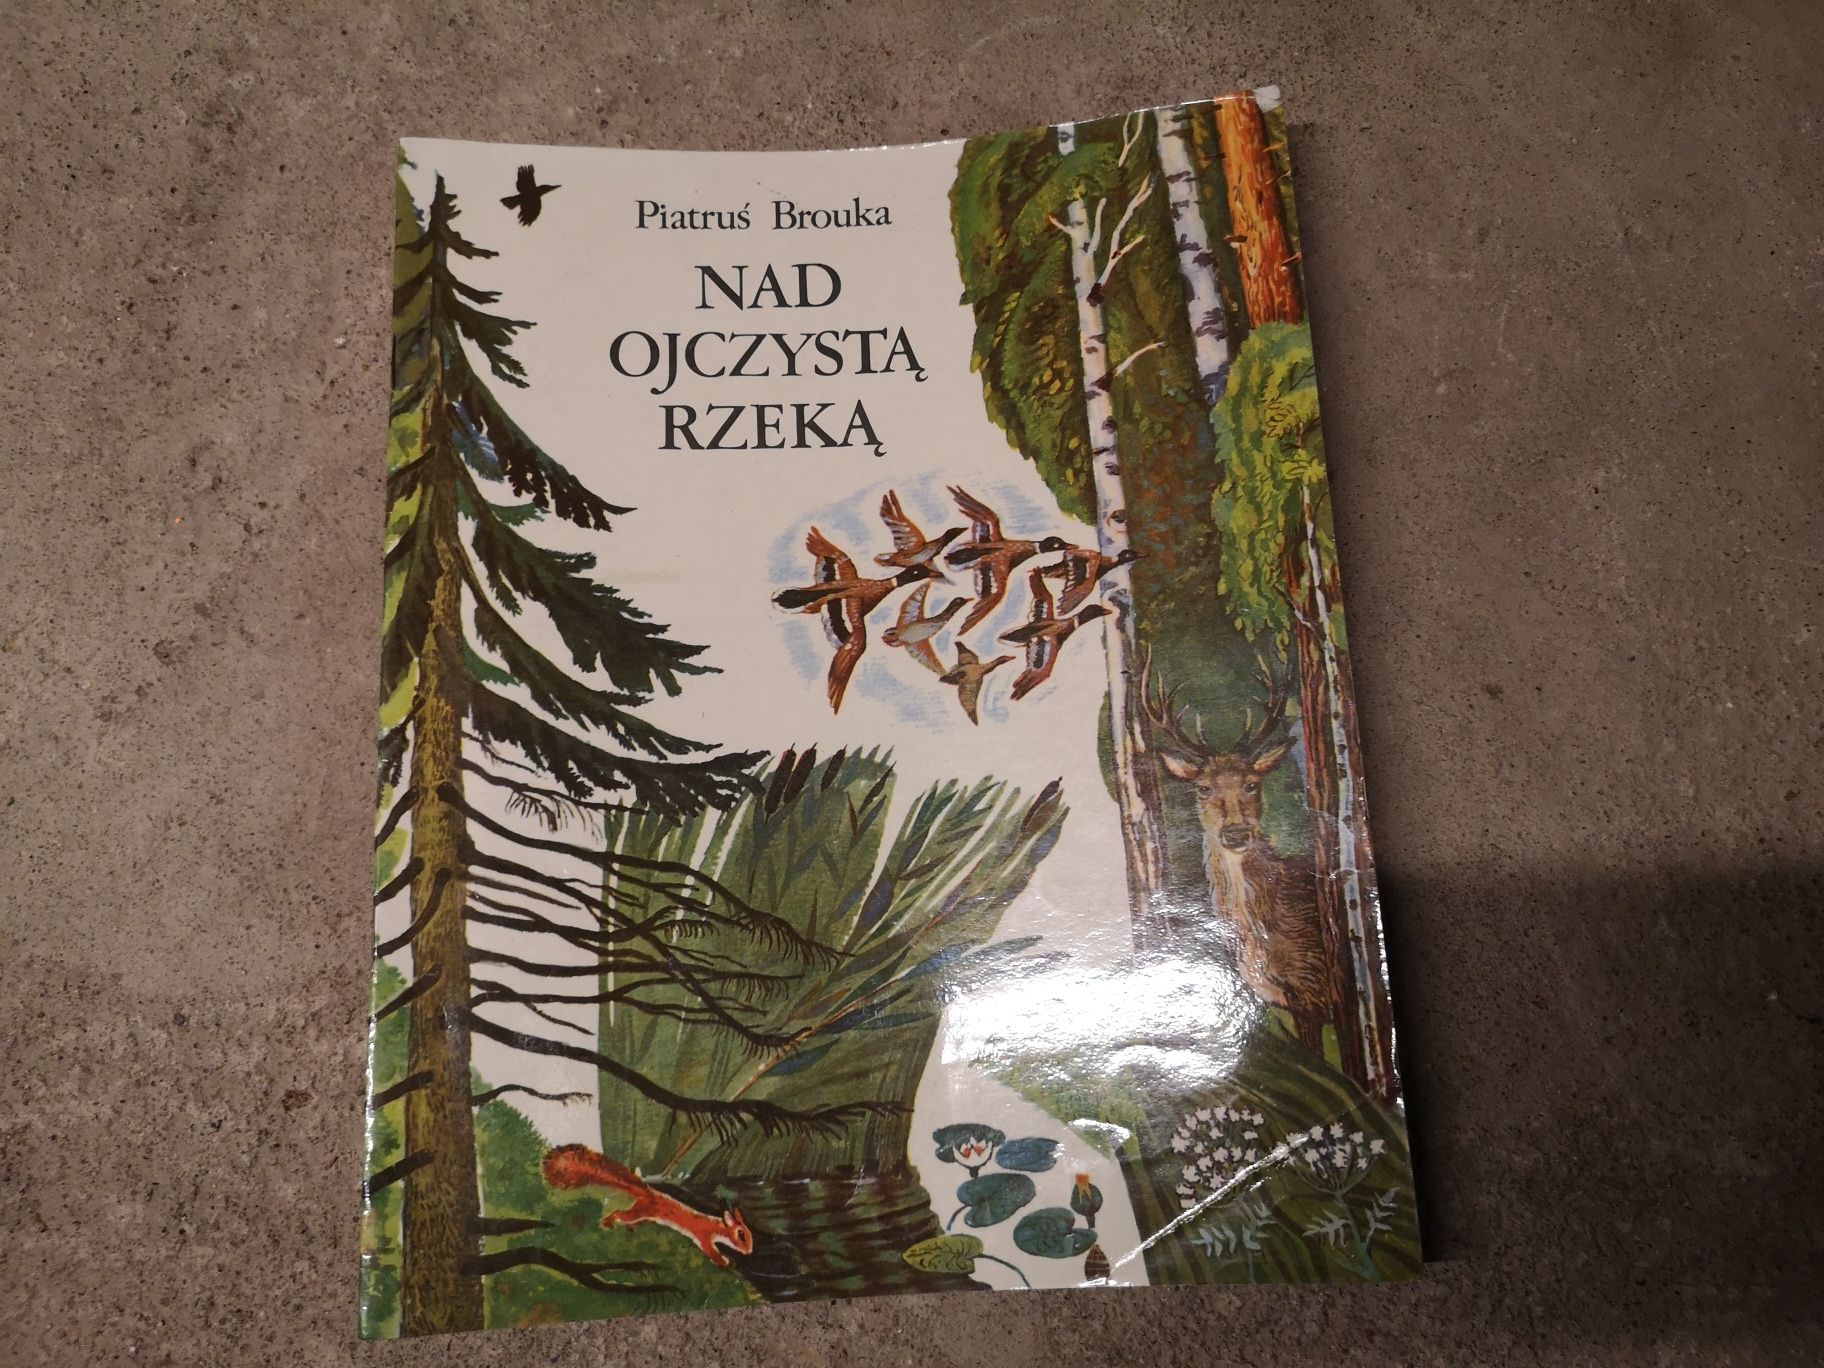 Piatruś Brouka
NAD
OJCZYSTĄ
RZEKĄ